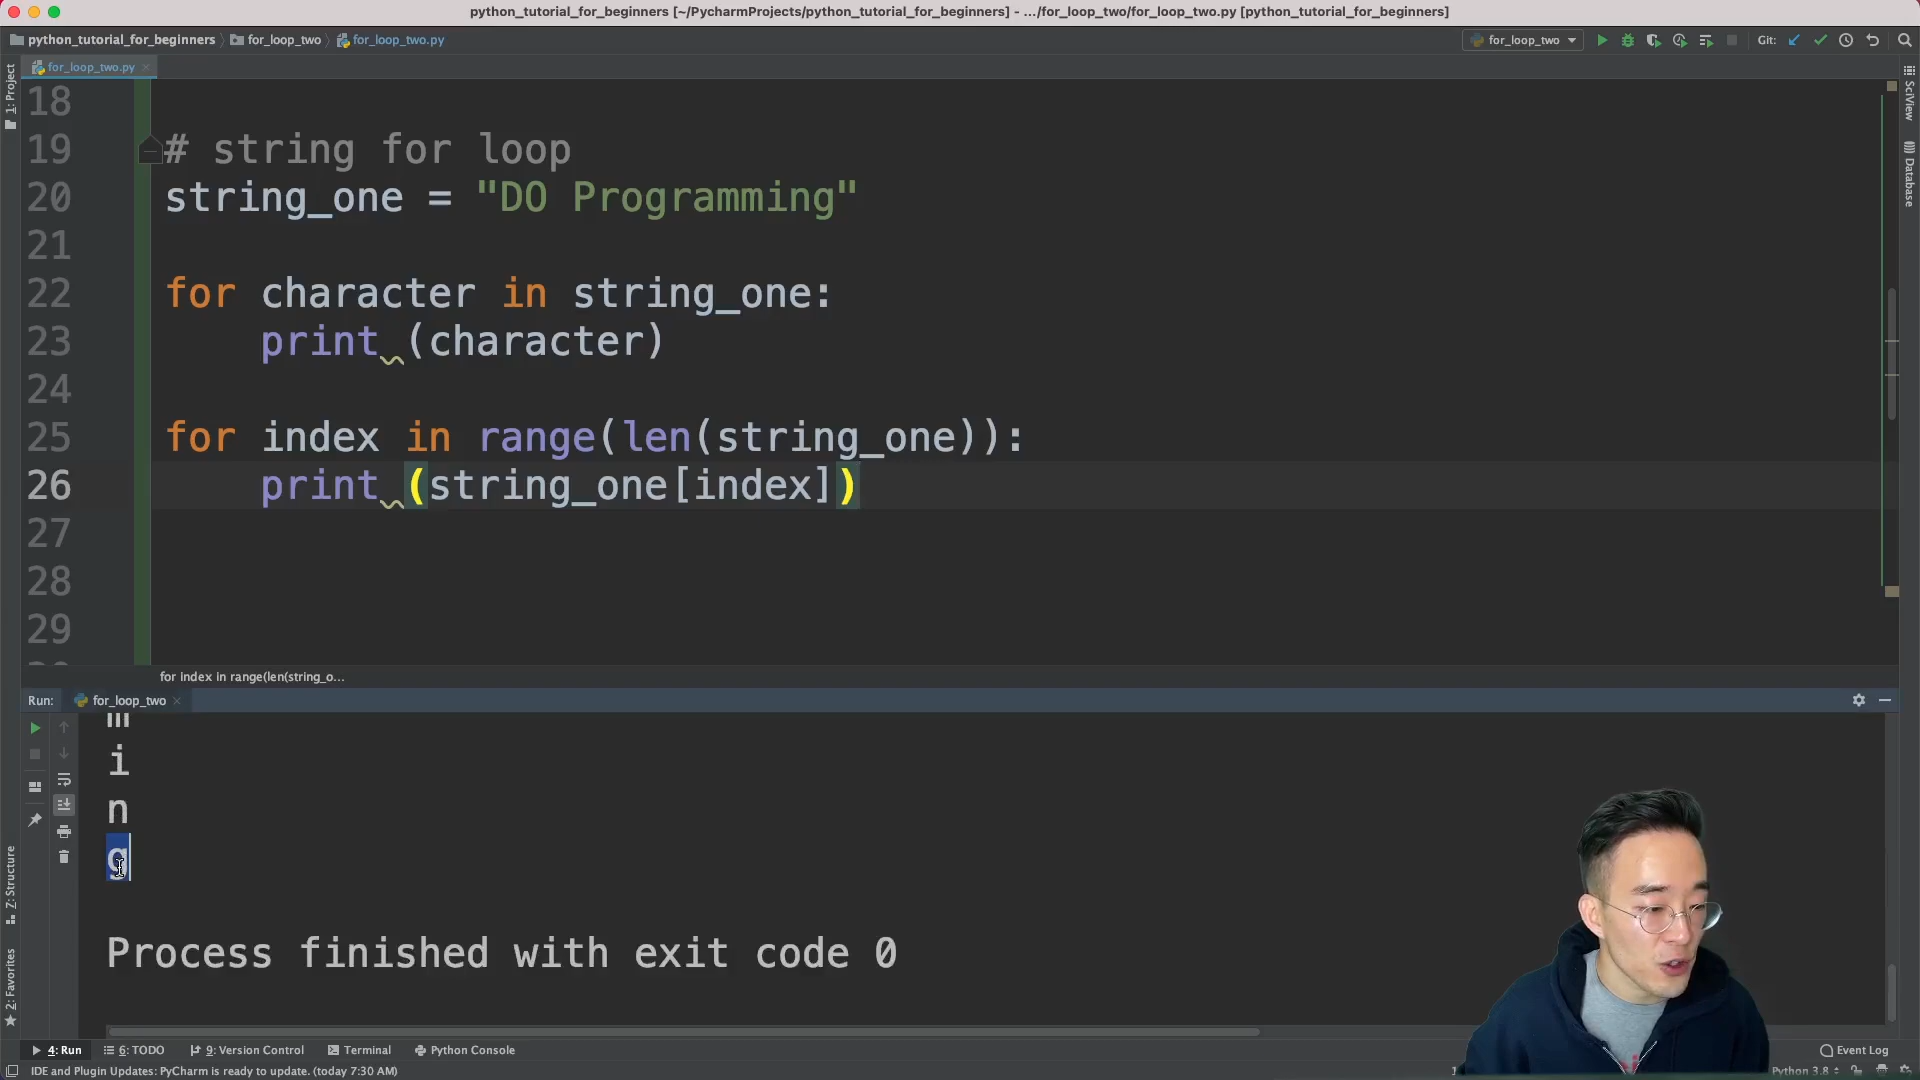 python_tutorial_for_beginners [~/PycharmProjects/python_tutorial_for_beginners] - .../for_loop_two/for_loop_two.py [python_tutorial_for_beginners]
python_tutorial_for_beginners for_loop_two for_loop_two.py for_loop_two Git:
1: Project for_loop_two.py SciView
Database
18
19 # string for loop
20 string_one = "DO Programming"
21
22 for character in string_one:
23 print (character)
24
25 for index in range(len(string_one)):
26 print (string_one[index])
27
28
29
for index in range(len(string_o...
Run: for_loop_two
m
i
n
g
Process finished with exit code 0
Z: Structure
2: Favorites
4: Run 6: TODO 9: Version Control Terminal Python Console Event Log
IDE and Plugin Updates: PyCharm is ready to update. (today 7:30 AM) Python 3.8